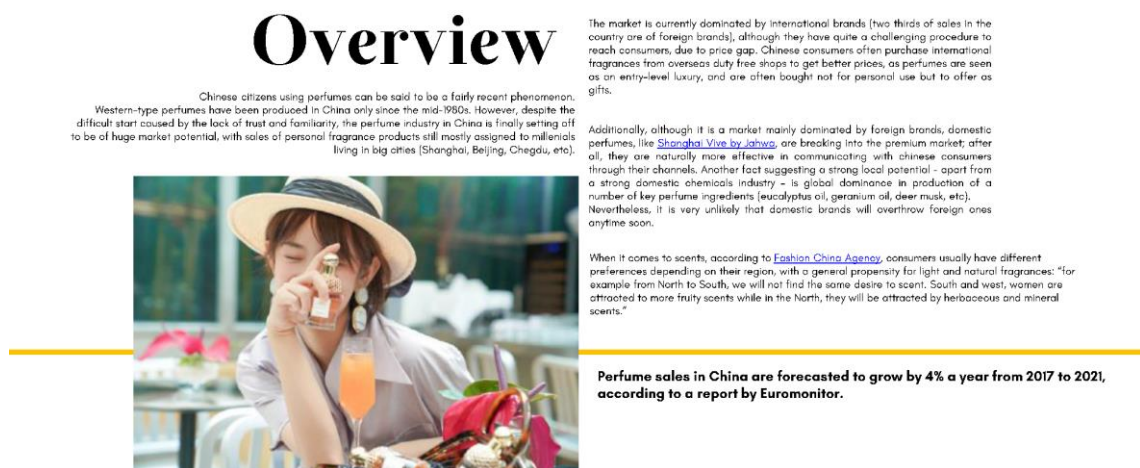 Overview
Chinese citizens using perfumes can be said to be a fairly recent phenomenon.
Western-type perfumes have been produced in China only since the mid-1980s. However, despite the
difficult start caused by the lack of trust and familiarity, the perfume industry in China is finally setting off
to be of huge market potential, with sales of personal fragrance products still mostly assigned to millenials
living in big cities (Shanghai, Beijing, Chegdu, etc).
The market is currently dominated by international brands (two thirds of sales in the
country are of foreign brands), although they have quite a challenging procedure to
reach consumers, due to price gap. Chinese consumers often purchase international
fragrances from overseas duty free shops to get better prices, as perfumes are seen
as an entry-level luxury, and are often bought not for personal use but to offer as
gifts.
Additionally, although it is a market mainly dominated by foreign brands, domestic
perfumes, like Shanghai Vive by Jahwa, are breaking into the premium market; after
all, they are naturally more effective in communicating with chinese consumers
through their channels. Another fact suggesting a strong local potential - apart from
a strong domestic chemicals industry - is global dominance in production of a
number of key perfume ingredients (eucalyptus oil, geranium oil, deer musk, etc).
Nevertheless, it is very unlikely that domestic brands will overthrow foreign ones
anytime soon.
When it comes to scents, according to Fashion China Agency, consumers usually have different
preferences depending on their region, with a general propensity for light and natural fragrances: "for
example from North to South, we will not find the same desire to scent. South and west, women are
attracted to more fruity scents while in the North, they will be attracted by herbaceous and mineral
scents."
Perfume sales in China are forecasted to grow by 4% a year from 2017 to 2021,
according to a report by Euromonitor.